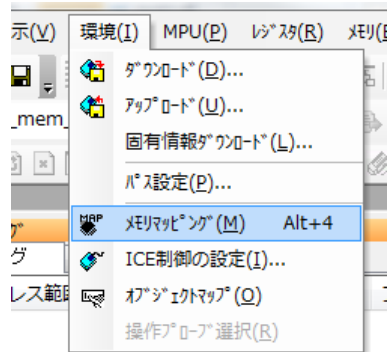 示(V) 環境(I) MPU(P) ﾚｼﾞｽﾀ(R) ﾒﾓﾘ(
ﾀﾞｳﾝﾛｰﾄﾞ(D)...
ｱｯﾌﾟﾛｰﾄﾞ(U)...
_mem_
固有情報ﾀﾞｳﾝﾛｰﾄﾞ(L)...
ﾊﾟｽ設定(P)...
MAP ﾒﾓﾘﾏｯﾋﾟﾝｸﾞ(M) Alt+4
グ ICE制御の設定(I)...
レス範 ｵﾌﾞｼﾞｪｸﾄﾏｯﾌﾟ(O)
操作ﾌﾟﾛｰﾌﾞ選択(R)